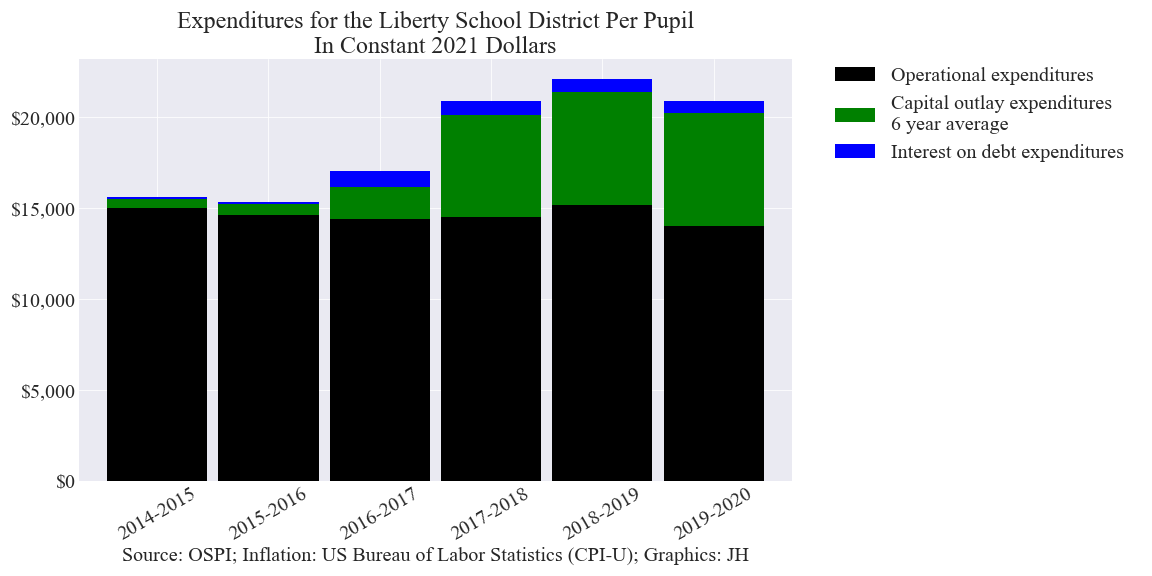 Expenditures for the Liberty School District Per Pupil
In Constant 2021 Dollars
Operational expenditures
Capital outlay expenditures
6 year average
Interest on debt expenditures
$20,000
$15,000
$10,000
$5,000
$0
2014-2015
2015-2016
2016-2017
2017-2018
2018-2019
2019-2020
Source: OSPI; Inflation: US Bureau of Labor Statistics (CPI-U); Graphics: JH